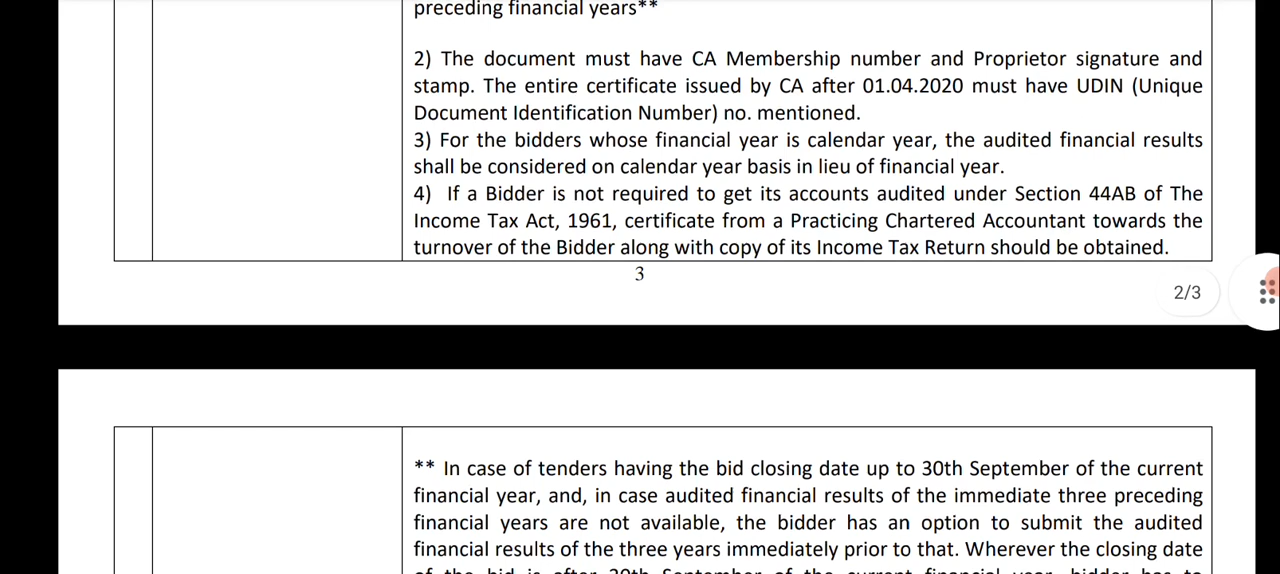 preceding financial years**
2) The document must have CA Membership number and Proprietor signature and
stamp. The entire certificate issued by CA after 01.04.2020 must have UDIN (Unique
Document Identification Number) no. mentioned.
3) For the bidders whose financial year is calendar year, the audited financial results
shall be considered on calendar year basis in lieu of financial year.
4) If a Bidder is not required to get its accounts audited under Section 44AB of The
Income Tax Act, 1961, certificate from a Practicing Chartered Accountant towards the
turnover of the Bidder along with copy of its Income Tax Return should be obtained.
3
2/3
** In case of tenders having the bid closing date up to 30th September of the current
financial year, and, in case audited financial results of the immediate three preceding
financial years are not available, the bidder has an option to submit the audited
financial results of the three years immediately prior to that. Wherever the closing date